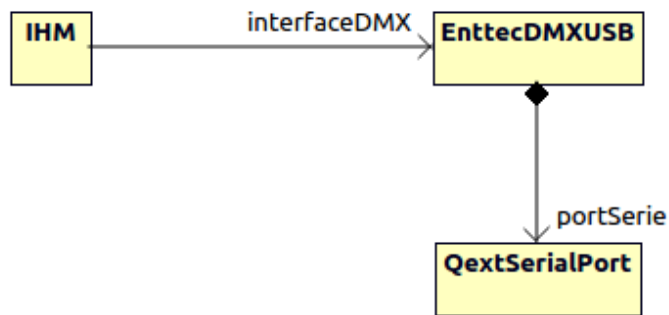 IHM
interfaceDMX
EnttecDMXUSB
portSerie
QextSerialPort